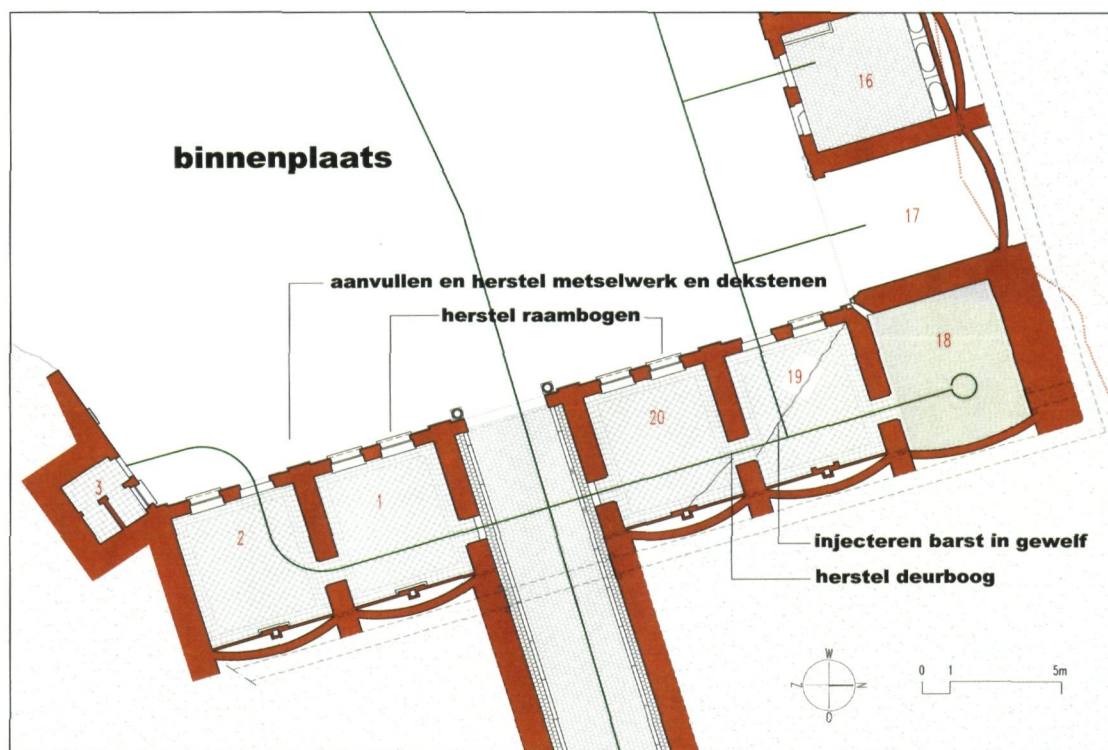 16
binnenplaats
17
aanvullen en herstel metselwerk en dekstenen
herstel raambogen
18
19
20
3
1
2
injecteren barst in gewelf
herstel deurboog
W
Z N
O
0 1 5m